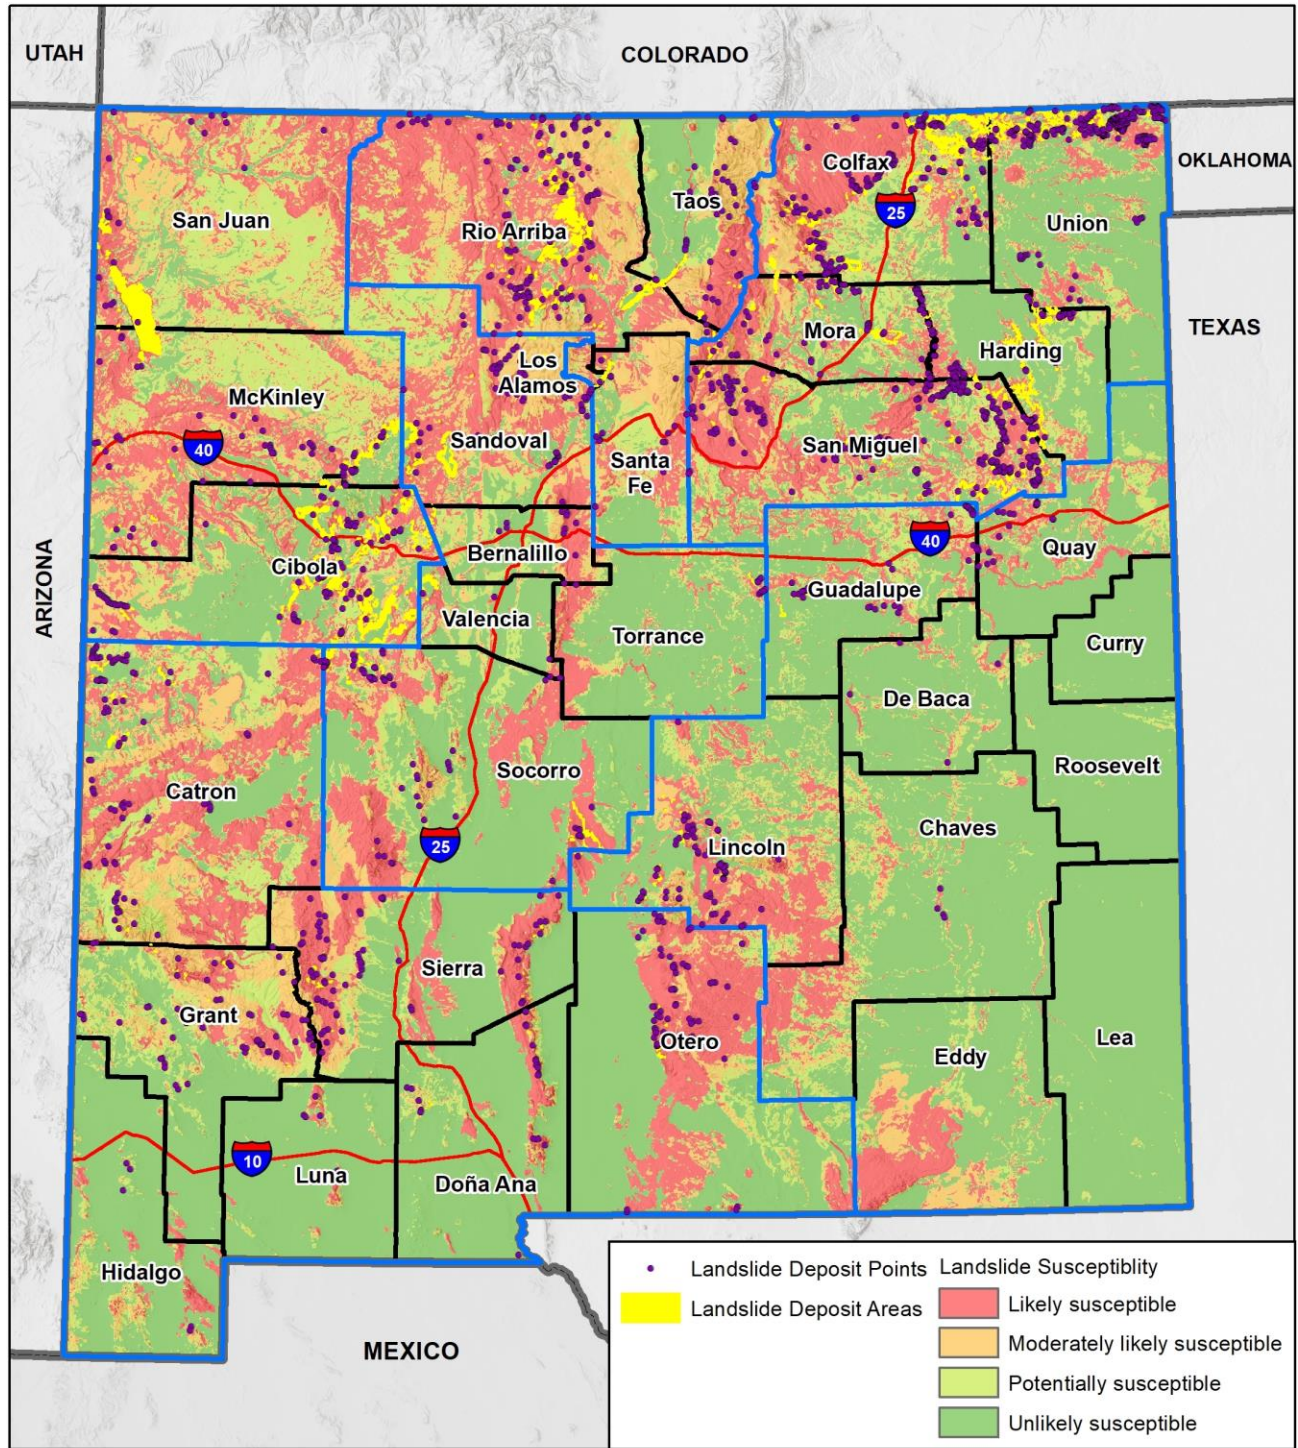 UTAH
COLORADO
OKLAHOMA
Colfax
Taos
25
San Juan
Rio Arriba
Union
TEXAS
Mora
Harding
Los
Alamos
McKinley
40
Sandoval
San Miguel
Santa
Fe
40
Quay
Bernalillo
Cibola
Guadalupe
ARIZONA
Valencia
Torrance
Curry
De Baca
Socorro
Roosevelt
Catron
Chaves
25
Lincoln
Sierra
Grant
Otero
Lea
Eddy
10
Luna
Doña Ana
Hidalgo
MEXICO
Landslide Deposit Points
Landslide Deposit Areas
Landslide Susceptiblity
Likely susceptible
Moderately likely susceptible
Potentially susceptible
Unlikely susceptible